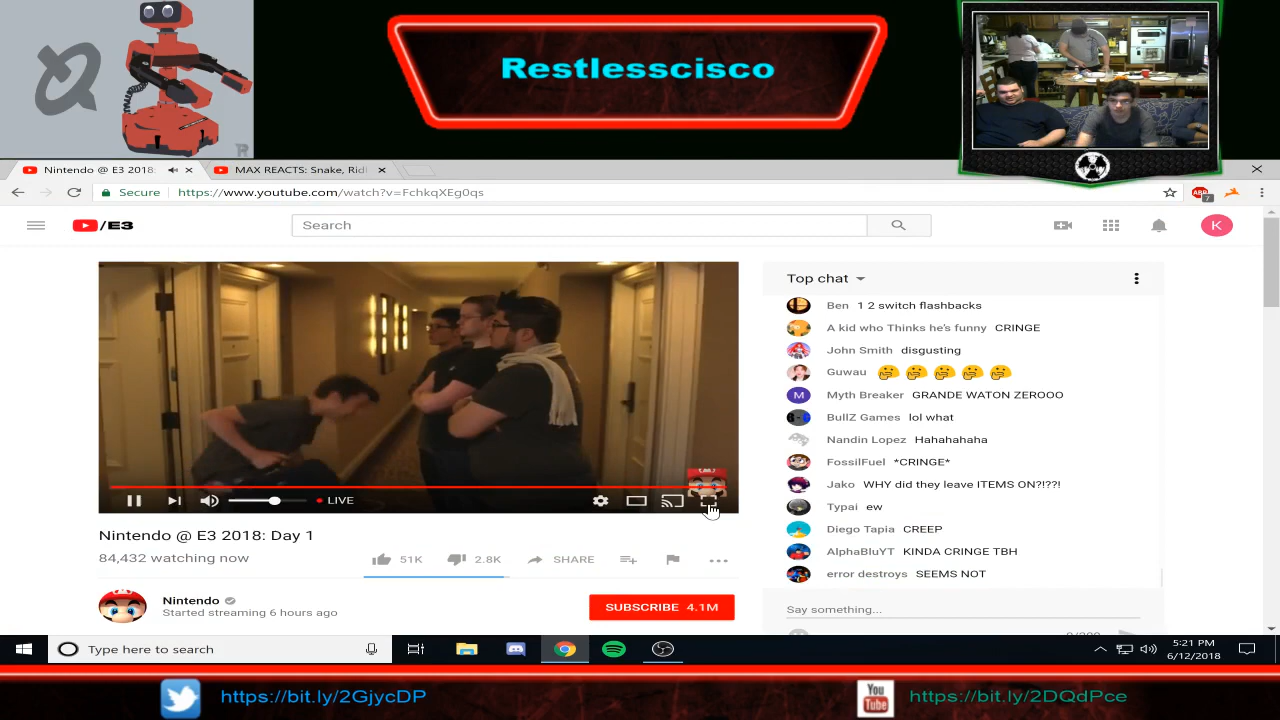 Restlesscisco
Nintendo @ E3 2018:
MAX REACTS: Snake, Rid
Secure
https://www.youtube.com/watch?v=FchkqXEg0qs
ABP
7
/E3
Search
K
LIVE
Nintendo @ E3 2018: Day 1
84,432 watching now
51K
2.8K
SHARE
Nintendo
Started streaming 6 hours ago
SUBSCRIBE 4.1M
Top chat
Ben 1 2 switch flashbacks
A kid who Thinks he's funny CRINGE
John Smith disgusting
Guwau
M
Myth Breaker GRANDE WATON ZEROOO
BullZ Games lol what
Nandin Lopez Hahahahaha
FossilFuel *CRINGE*
Jako WHY did they leave ITEMS ON?!??!
Typai ew
Diego Tapia CREEP
AlphaBluYT KINDA CRINGE TBH
error destroys SEEMS NOT
Say something...
Type here to search
5:21 PM
6/12/2018
https://bit.ly/2GjycDP
You
Tube
https://bit.ly/2DQdPce